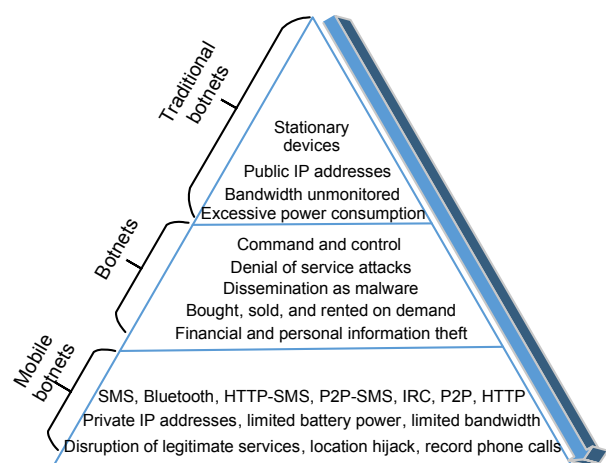 Traditional
botnets
Stationary
devices
Public IP addresses
Bandwidth unmonitored
Excessive power consumption
Botnets
Command and control
Denial of service attacks
Dissemination as malware
Bought, sold, and rented on demand
Financial and personal information theft
Mobile
botnets
SMS, Bluetooth, HTTP-SMS, P2P-SMS, IRC, P2P, HTTP
Private IP addresses, limited battery power, limited bandwidth
Disruption of legitimate services, location hijack, record phone calls